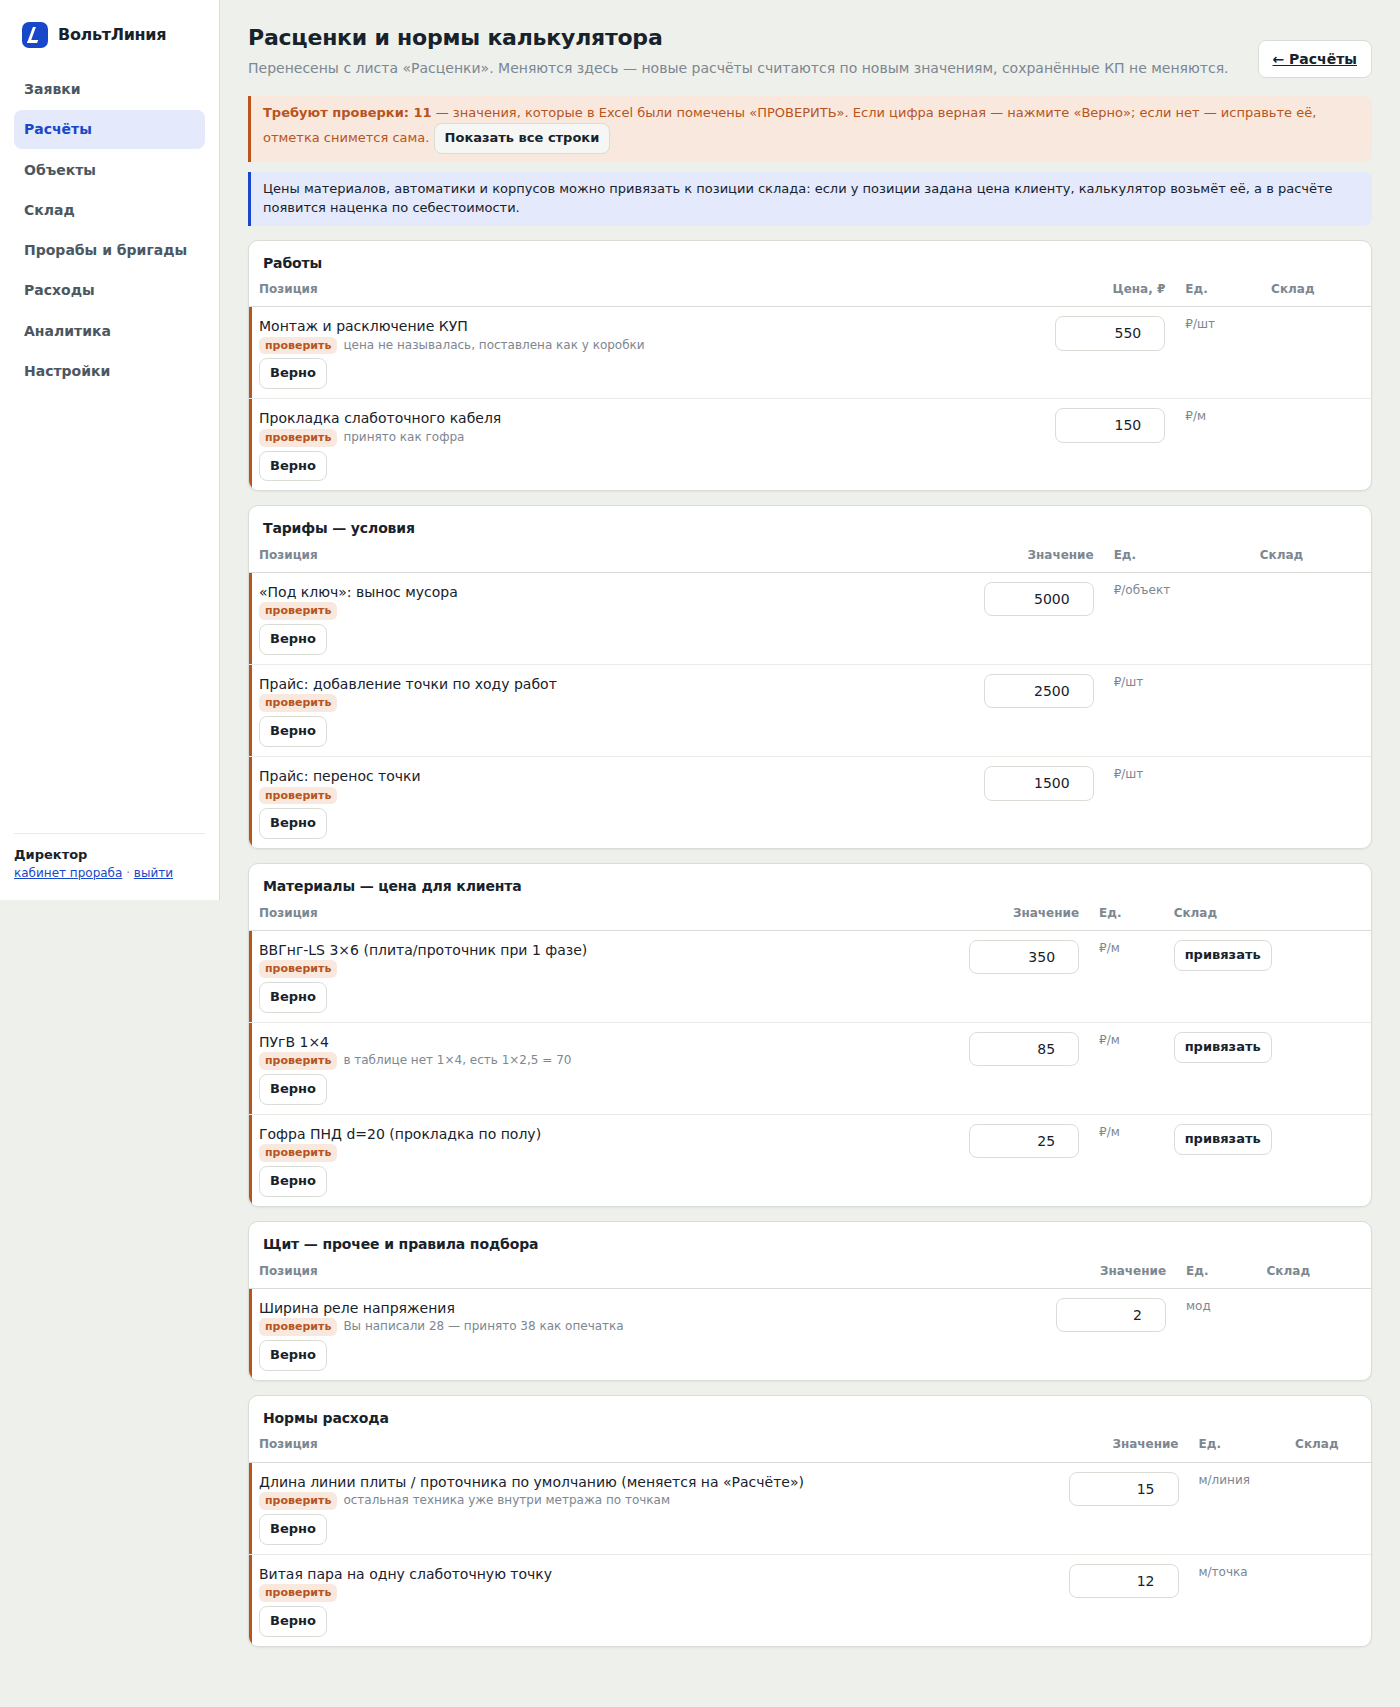 ВольтЛиния
Заявки
Расчёты
Объекты
Склад
Прорабы и бригады
Расходы
Аналитика
Настройки
Директор
кабинет прораба · выйти
Расценки и нормы калькулятора
Перенесены с листа «Расценки». Меняются здесь — новые расчёты считаются по новым значениям, сохранённые КП не меняются.
← Расчёты
Требуют проверки: 11 — значения, которые в Excel были помечены «ПРОВЕРИТЬ». Если цифра верная — нажмите «Верно»; если нет — исправьте её,
отметка снимется сама. Показать все строки
Цены материалов, автоматики и корпусов можно привязать к позиции склада: если у позиции задана цена клиенту, калькулятор возьмёт её, а в расчёте
появится наценка по себестоимости.
Работы
Позиция Цена, ₽ Ед. Склад
Монтаж и расключение КУП 550 ₽/шт
проверить цена не называлась, поставлена как у коробки
Верно
Прокладка слаботочного кабеля 150 ₽/м
проверить принято как гофра
Верно
Тарифы — условия
Позиция Значение Ед. Склад
«Под ключ»: вынос мусора 5000 ₽/объект
проверить
Верно
Прайс: добавление точки по ходу работ 2500 ₽/шт
проверить
Верно
Прайс: перенос точки 1500 ₽/шт
проверить
Верно
Материалы — цена для клиента
Позиция Значение Ед. Склад
ВВГнг-LS 3×6 (плита/проточник при 1 фазе) 350 ₽/м привязать
проверить
Верно
ПУгВ 1×4 85 ₽/м привязать
проверить в таблице нет 1×4, есть 1×2,5 = 70
Верно
Гофра ПНД d=20 (прокладка по полу) 25 ₽/м привязать
проверить
Верно
Щит — прочее и правила подбора
Позиция Значение Ед. Склад
Ширина реле напряжения 2 мод
проверить Вы написали 28 — принято 38 как опечатка
Верно
Нормы расхода
Позиция Значение Ед. Склад
Длина линии плиты / проточника по умолчанию (меняется на «Расчёте») 15 м/линия
проверить остальная техника уже внутри метража по точкам
Верно
Витая пара на одну слаботочную точку 12 м/точка
проверить
Верно